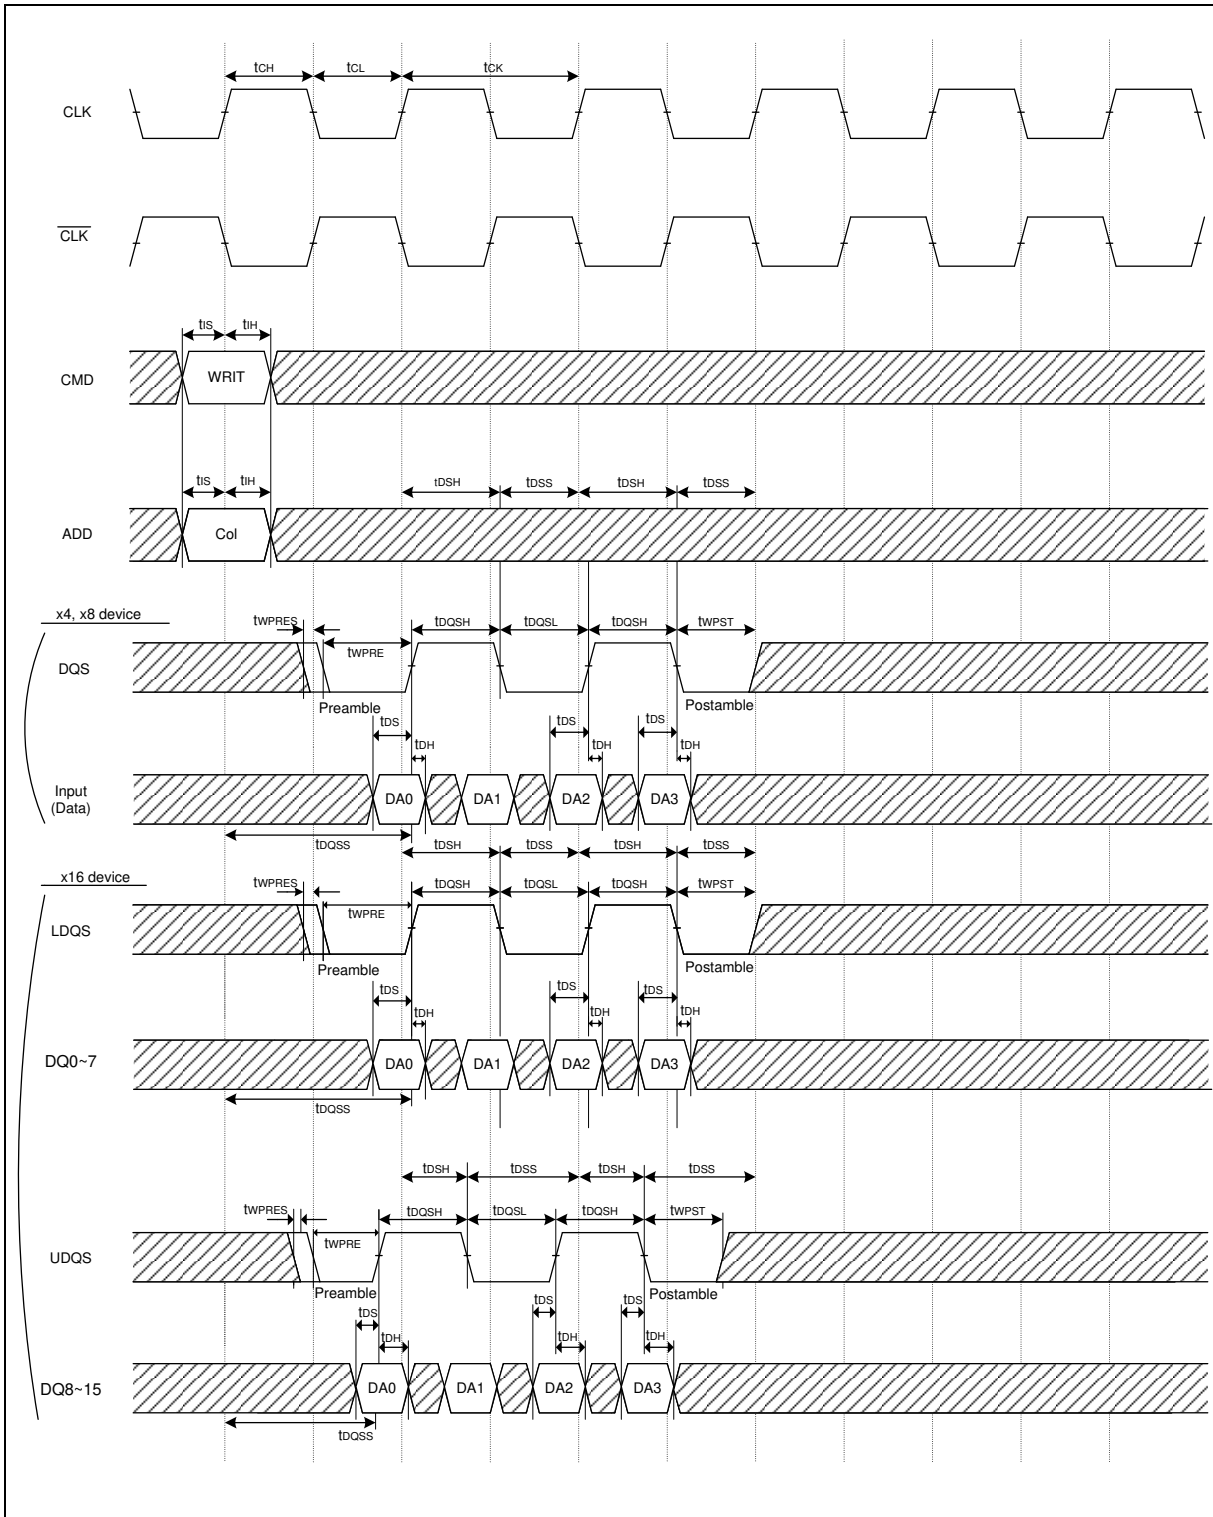 tCH tCL tCK
CLK
CLK
tIS tIH
CMD WRIT
tIS tIH tDSH tDSS tDSH tDSS
ADD Col
x4, x8 device
tWPRES tDQSH tDQSL tDQSH tWPST
tWPRE
DQS
Preamble Postamble
tDS tDS tDS
tDH tDH tDH
Input
(Data)
DA0 DA1 DA2 DA3
tDQSS
tDSH tDSS tDSH tDSS
x16 device
tWPRES tDQSH tDQSL tDQSH tWPST
tWPRE
LDQS
Preamble Postamble
tDS tDS tDS
tDH tDH tDH
DQ0~7 DA0 DA1 DA2 DA3
tDQSS
tDSH tDSS tDSH tDSS
tWPRES tDQSH tDQSL tDQSH tWPST
tWPRE
UDQS
Preamble Postamble
tDS tDS tDS
tDH tDH tDH
DQ8~15 DA0 DA1 DA2 DA3
tDQSS